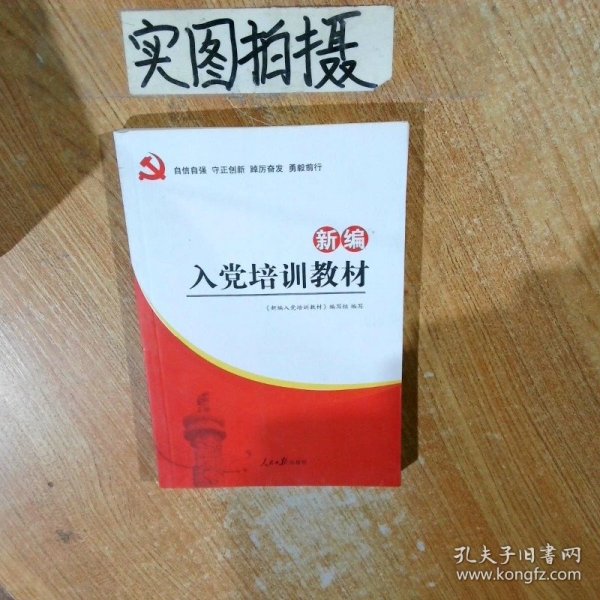 实图拍摄
自信自强 守正创新 踔厉奋发 勇毅前行
新编
入党培训教材
《新编入党培训教材》编写组 编写
人民日报出版社
孔夫子旧书网
www.kongfz.com